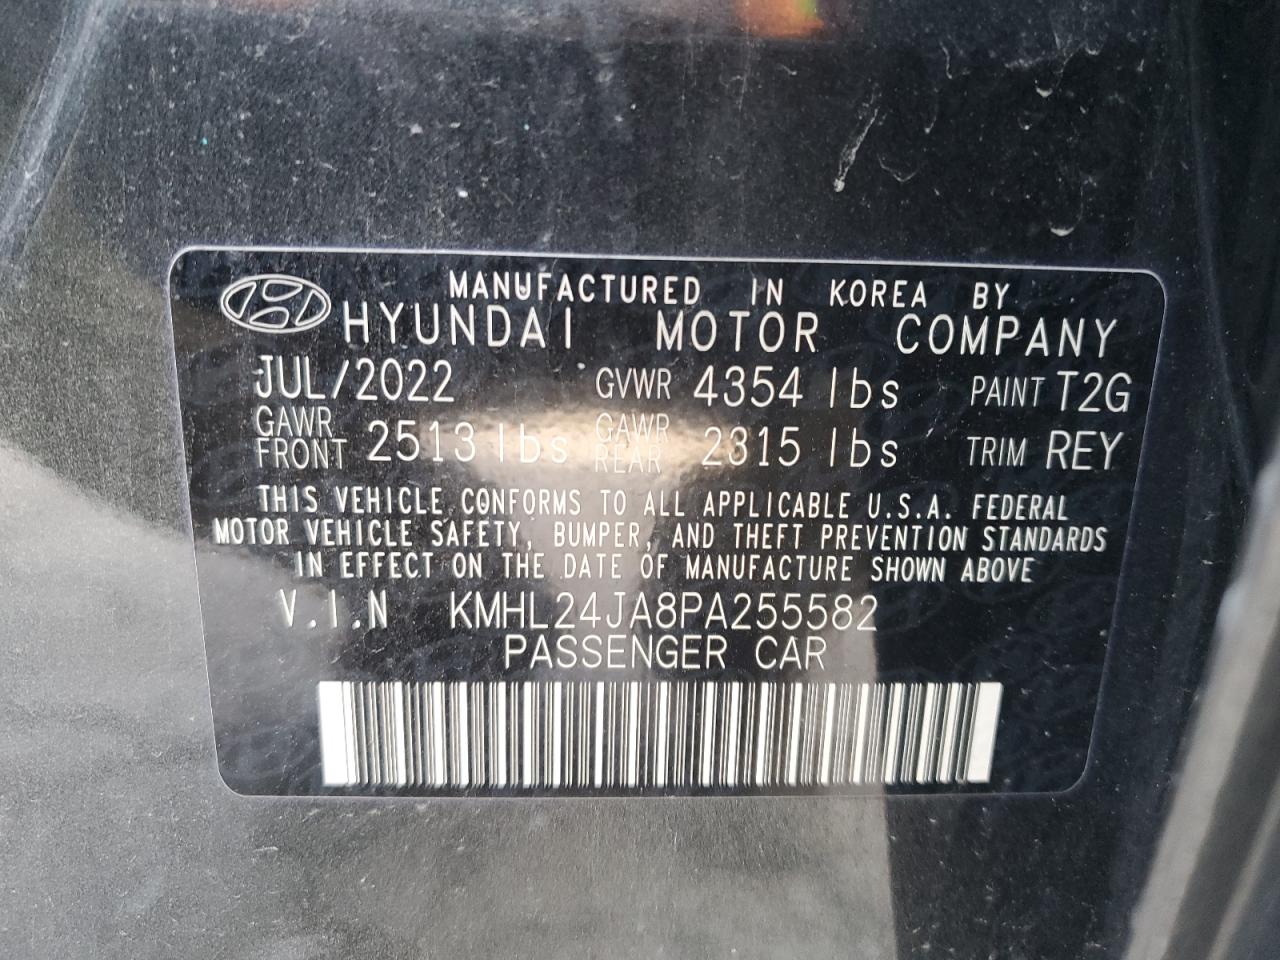 MANUFACTURED IN KOREA BY
HYUNDAI MOTOR COMPANY
JUL/2022 GVWR 4354 lbs PAINT T2G
GAWR FRONT 2513 lbs GAWR REAR 2315 lbs TRIM REY
THIS VEHICLE CONFORMS TO ALL APPLICABLE U.S.A. FEDERAL
MOTOR VEHICLE SAFETY, BUMPER, AND THEFT PREVENTION STANDARDS
IN EFFECT ON THE DATE OF MANUFACTURE SHOWN ABOVE
V.I.N KMHL24JA8PA255582
PASSENGER CAR